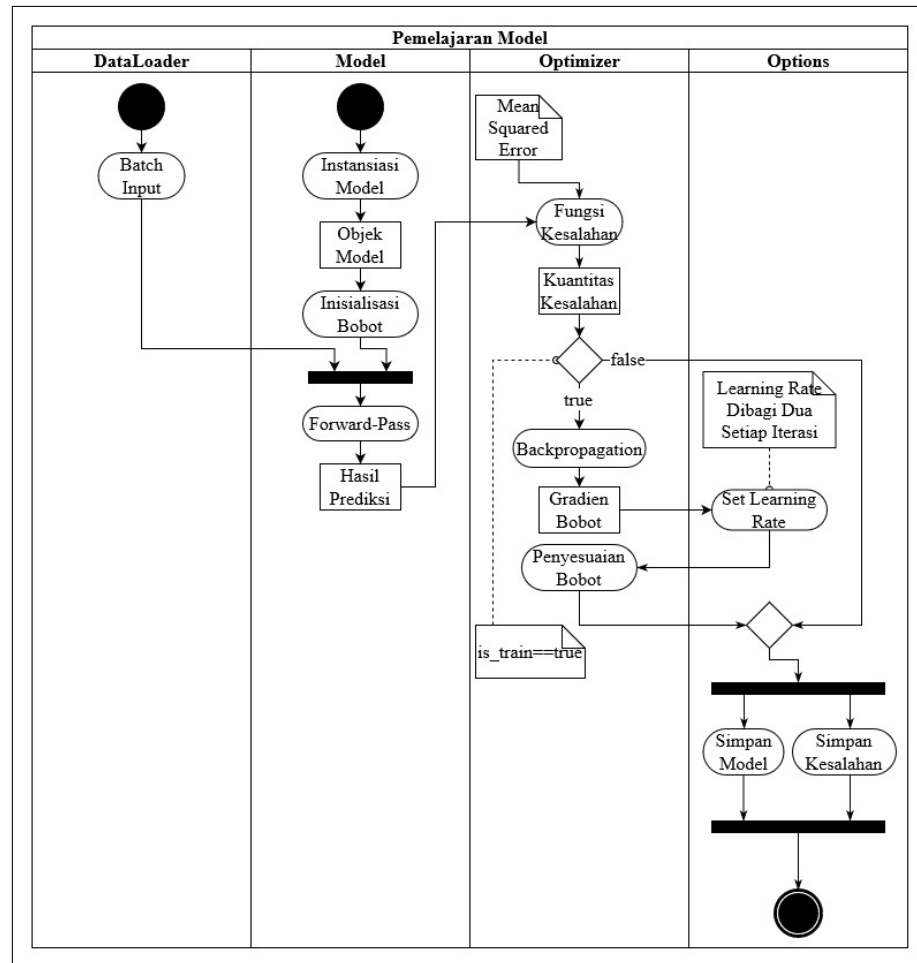 Pemelajaran Model
DataLoader
Model
Optimizer
Options
Batch
Input
Instansiasi
Model
Objek
Model
Inisialisasi
Bobot
Forward-Pass
Hasil
Prediksi
Mean
Squared
Error
Fungsi
Kesalahan
Kuantitas
Kesalahan
false
true
Backpropagation
Gradien
Bobot
Penyesuaian
Bobot
is_train==true
Learning Rate
Dibagi Dua
Setiap Iterasi
Set Learning
Rate
Simpan
Model
Simpan
Kesalahan